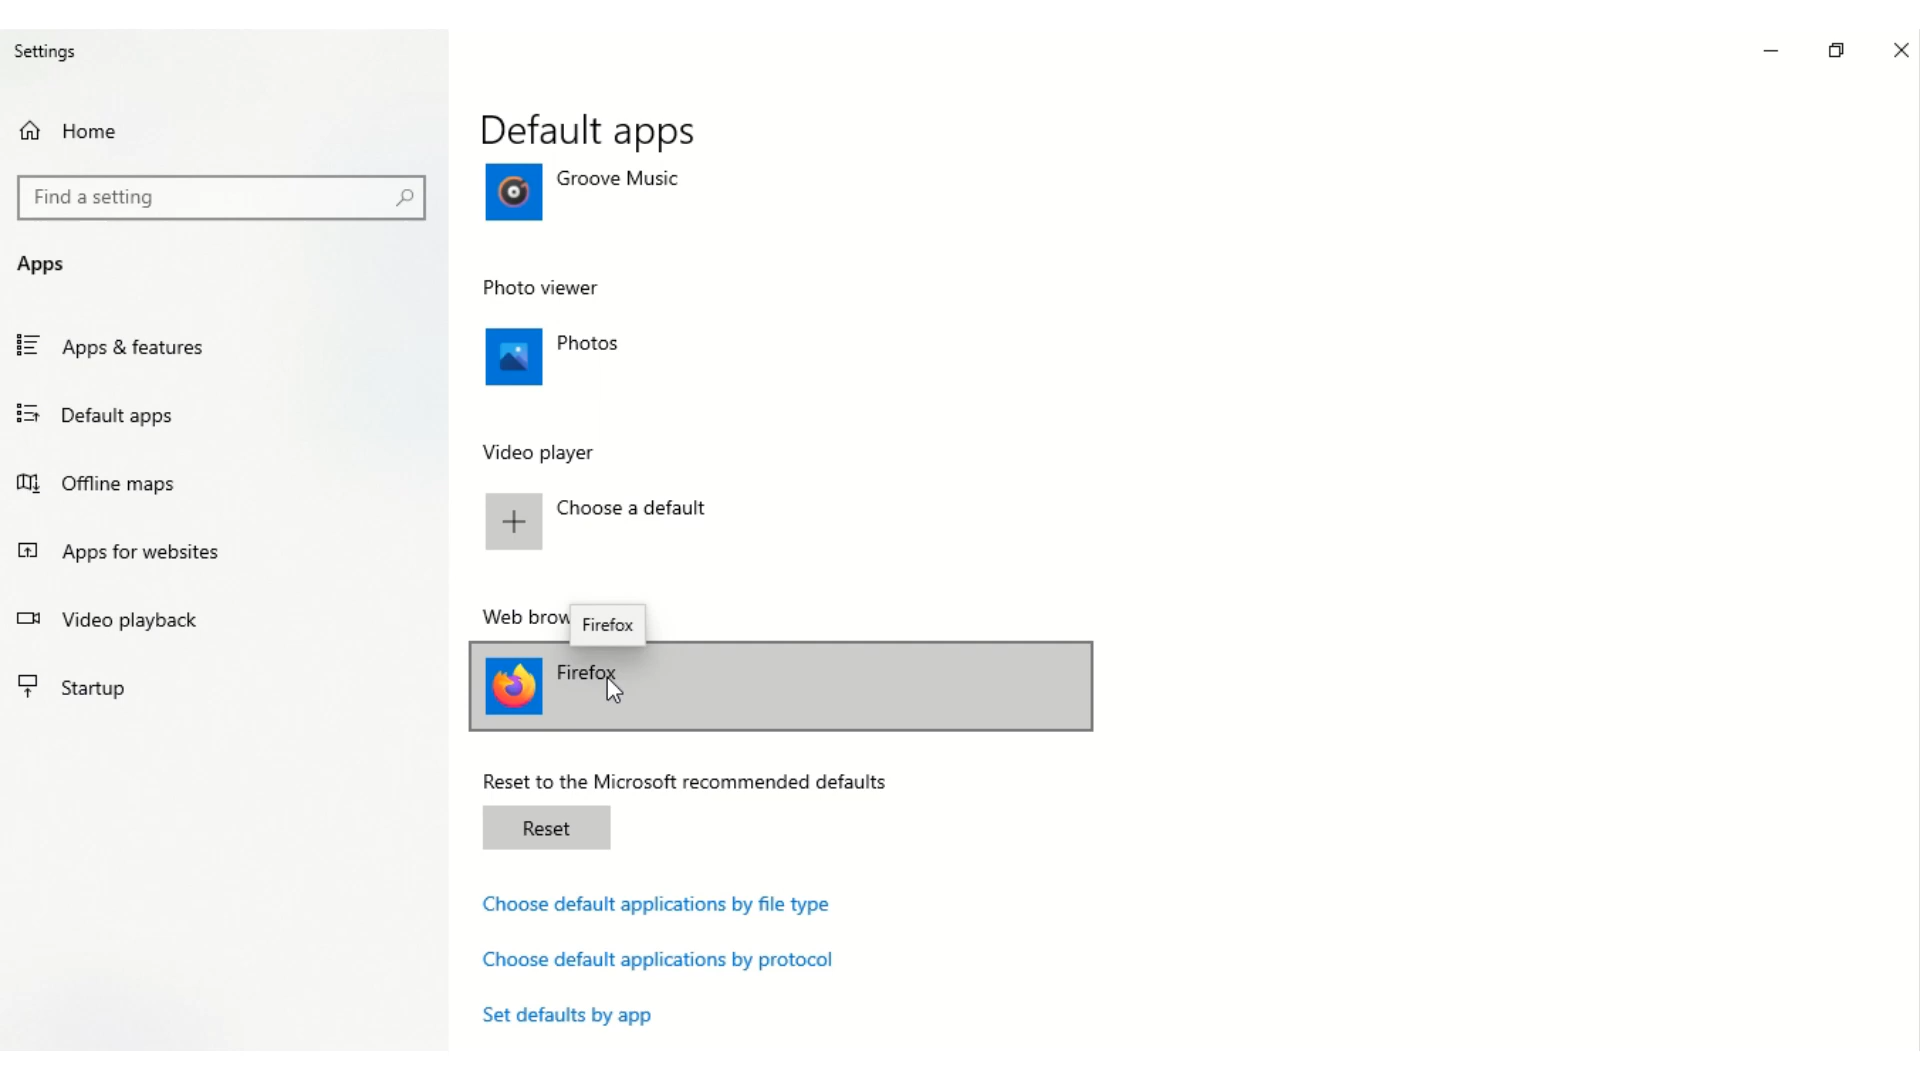 Settings
Home
Find a setting
Apps
Apps & features
Default apps
Offline maps
Apps for websites
Video playback
Startup
Default apps
Groove Music
Photo viewer
Photos
Video player
Choose a default
Web brow
Firefox
Firefox
Reset to the Microsoft recommended defaults
Reset
Choose default applications by file type
Choose default applications by protocol
Set defaults by app